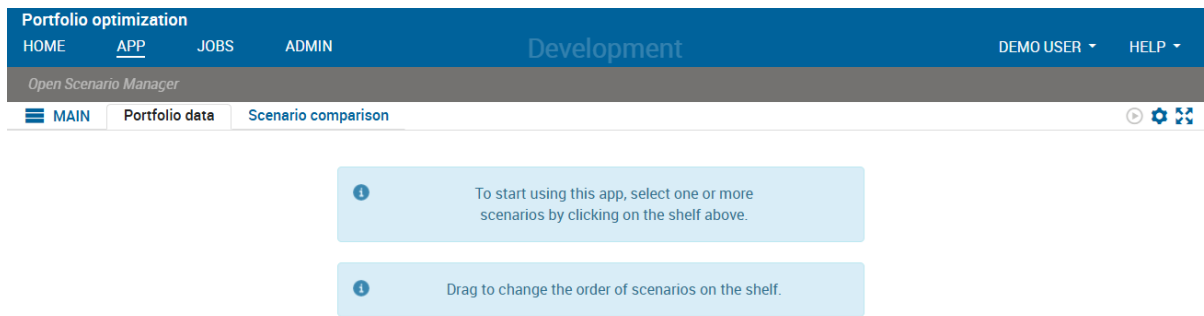 Portfolio optimization
HOME APP JOBS ADMIN Development DEMO USER HELP
Open Scenario Manager
MAIN Portfolio data Scenario comparison
To start using this app, select one or more
scenarios by clicking on the shelf above.
Drag to change the order of scenarios on the shelf.